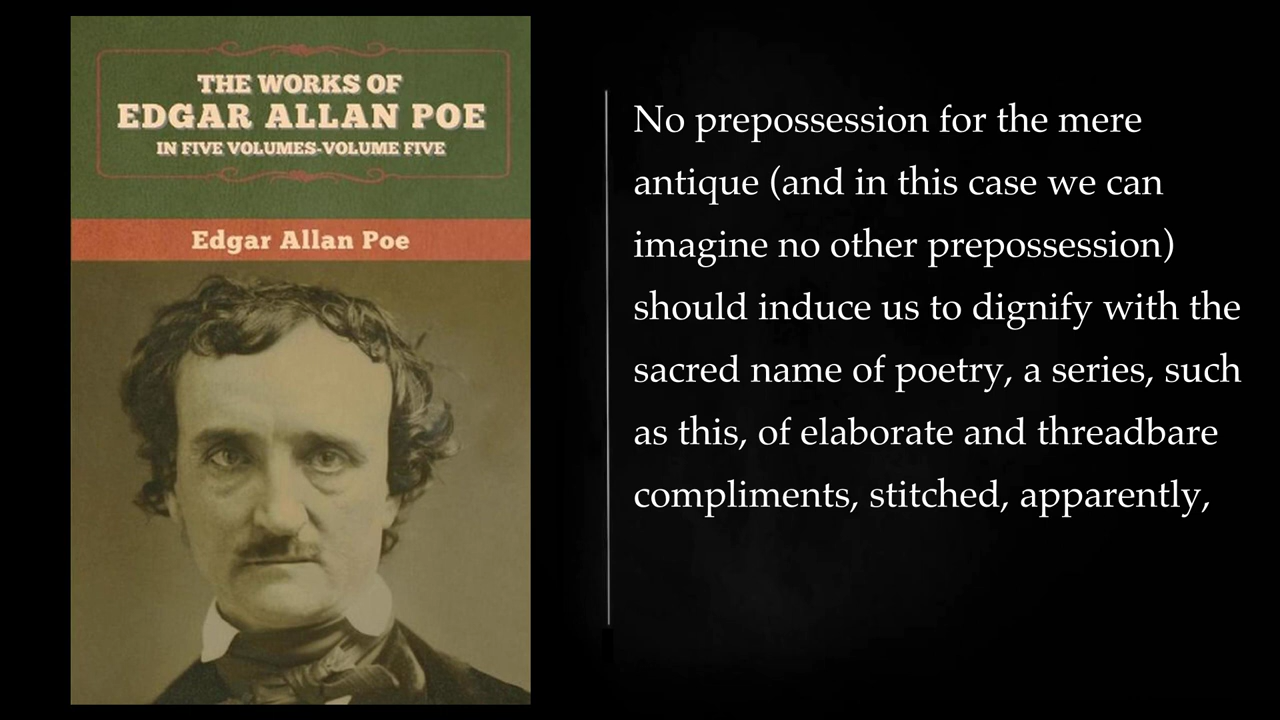 THE WORKS OF
EDGAR ALLAN POE
IN FIVE VOLUMES-VOLUME FIVE
Edgar Allan Poe
No prepossession for the mere
antique (and in this case we can
imagine no other prepossession)
should induce us to dignify with the
sacred name of poetry, a series, such
as this, of elaborate and threadbare
compliments, stitched, apparently,